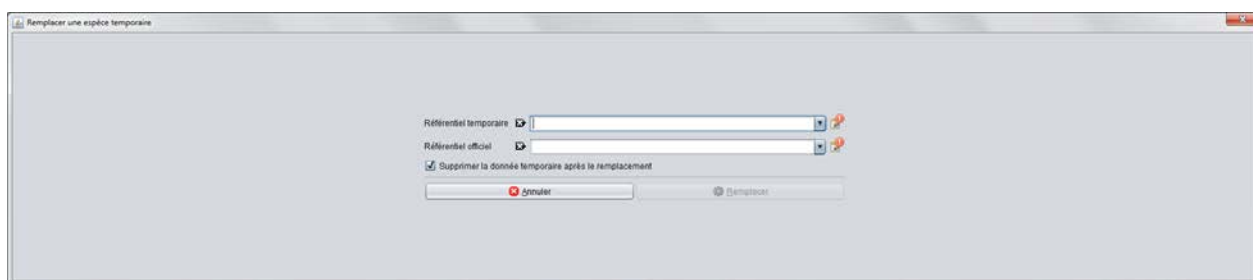 Remplacer une espèce temporaire
Référentiel temporaire
Référentiel officiel
Supprimer la donnée temporaire après le remplacement
Annuler
Remplacer